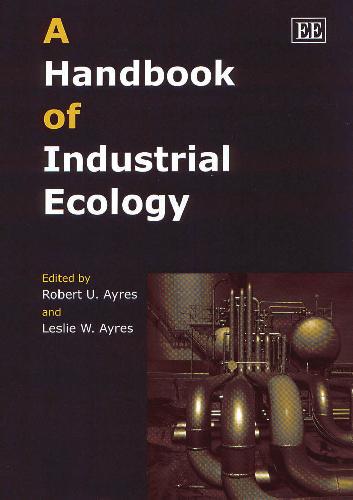 A
EE
Handbook
of
Industrial
Ecology
Edited by
Robert U. Ayres
and
Leslie W. Ayres